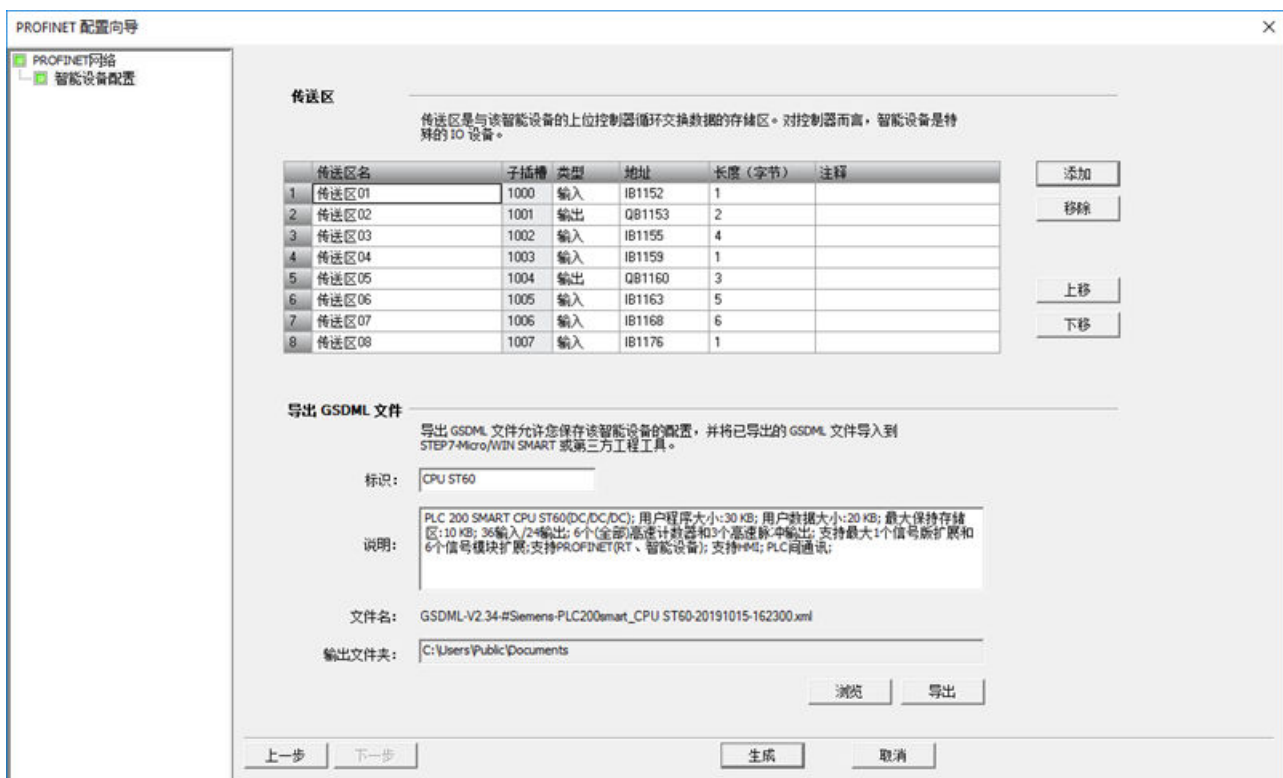 PROFINET 配置向导
PROFINET网络
智能设备配置
传送区
传送区是与该智能设备的上位控制器循环交换数据的存储区。对控制器而言，智能设备是特
殊的 IO 设备。
传送区名 子插槽 类型 地址 长度（字节） 注释
1 传送区01 1000 输入 IB1152 1
2 传送区02 1001 输出 QB1153 2
3 传送区03 1002 输入 IB1155 4
4 传送区04 1003 输入 IB1159 1
5 传送区05 1004 输出 QB1160 3
6 传送区06 1005 输入 IB1163 5
7 传送区07 1006 输入 IB1168 6
8 传送区08 1007 输入 IB1176 1
添加
移除
上移
下移
导出 GSDML 文件
导出 GSDML 文件允许您保存该智能设备的配置，并将已导出的 GSDML 文件导入到
STEP7-Micro/WIN SMART 或第三方工程工具。
标识： CPU ST60
说明： PLC 200 SMART CPU ST60(DC/DC/DC); 用户程序大小:30 KB; 用户数据大小:20 KB; 最大保持存储
区:10 KB; 36输入/24输出; 6个(全部)高速计数器和3个高速脉冲输出; 支持最大1个信号版扩展和
6个信号模块扩展;支持PROFINET(RT、智能设备); 支持HMI; PLC间通讯;
文件名： GSDML-V2.34-#Siemens-PLC200smart_CPU ST60-20191015-162300.xml
输出文件夹： C:\Users\Public\Documents
浏览 导出
上一步 下一步 生成 取消